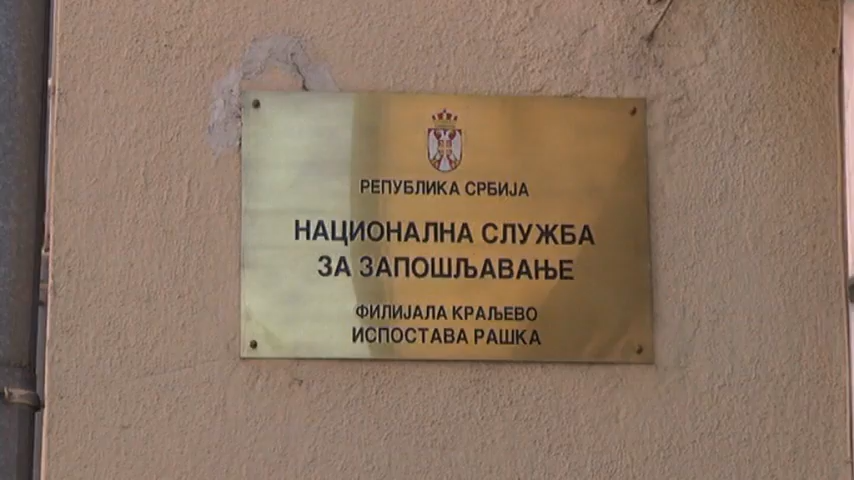 РЕПУБЛИКА СРБИЈА
НАЦИОНАЛНА СЛУЖБА
ЗА ЗАПОШЉАВАЊЕ
ФИЛИЈАЛА КРАЉЕВО
ИСПОСТАВА РАШКА